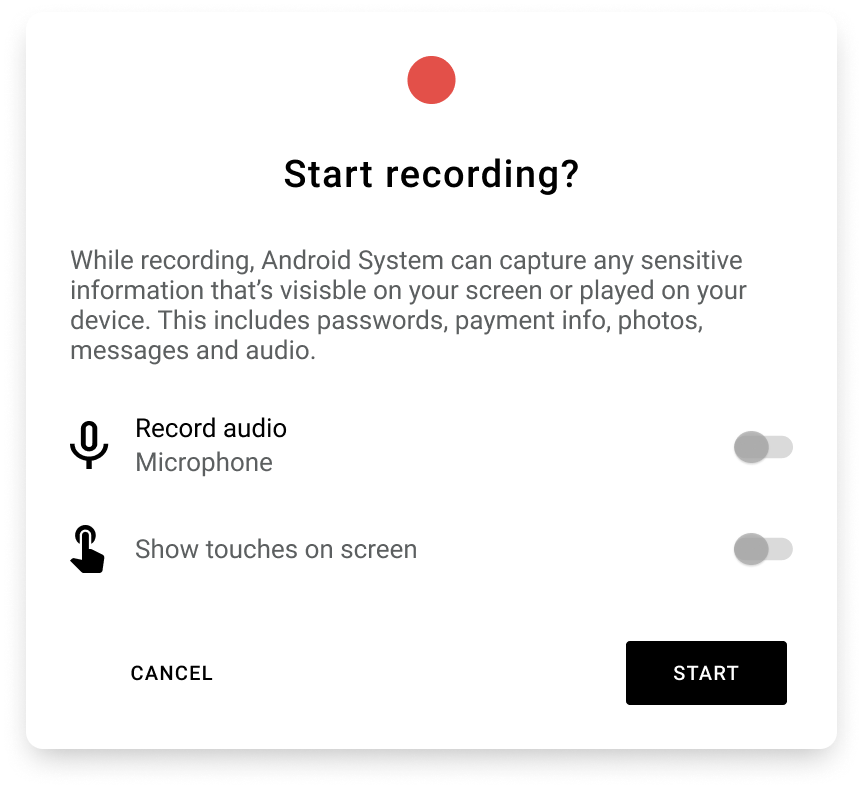 Start recording?
While recording, Android System can capture any sensitive
information that’s visisble on your screen or played on your
device. This includes passwords, payment info, photos,
messages and audio.
Record audio
Microphone
Show touches on screen
CANCEL
START